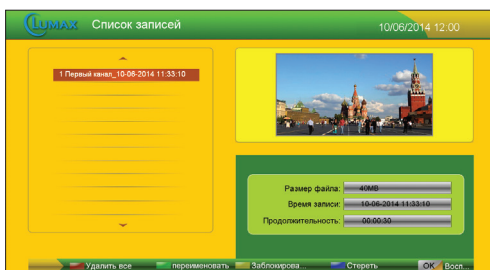 LUMAX Список записей 10/06/2014 12.00
1 Первый канал_10-06-2014 11:33:10
Размер файла: 40MB
Время записи: 10-06-2014 11:33:10
Продолжительность: 00:00:30
Удалить все переименовать Заблокирова... Стереть OK Восп...